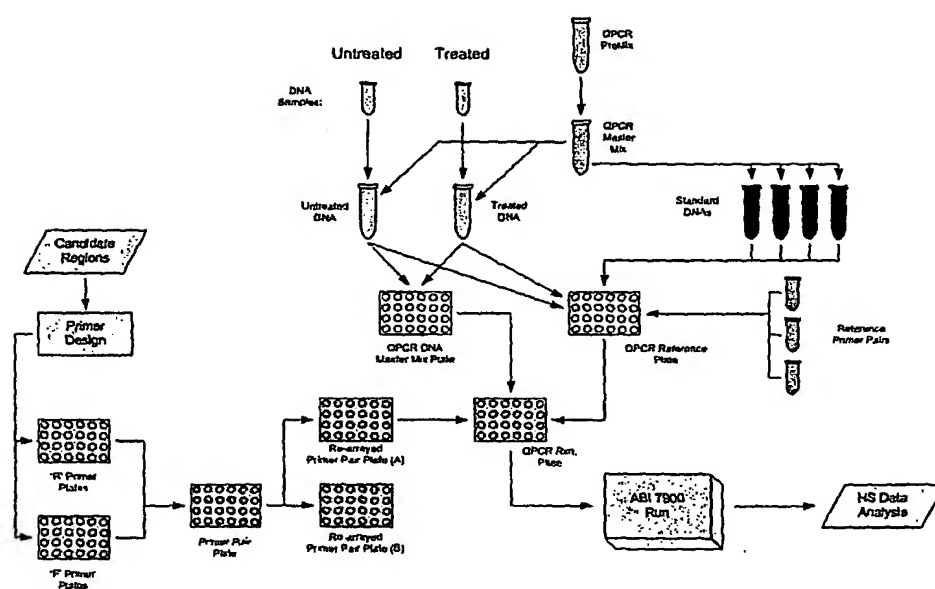 Untreated
Treated
QPCR
PreMix
DNA
Samples:
QPCR
Master
Mix
Untreated
DNA
Treated
DNA
Standard
DNAs
Candidate
Regions
Primer
Design
QPCR DNA
Master Mix Plate
QPCR Reference
Plate
Reference
Primer Pairs
"R" Primer
Plates
Re-arrayed
Primer Pair Plate (A)
QPCR Run
Plate
"F" Primer
Plates
Primer Pair
Plate
Re-arrayed
Primer Pair Plate (B)
ABI 7900
Run
HS Data
Analysis